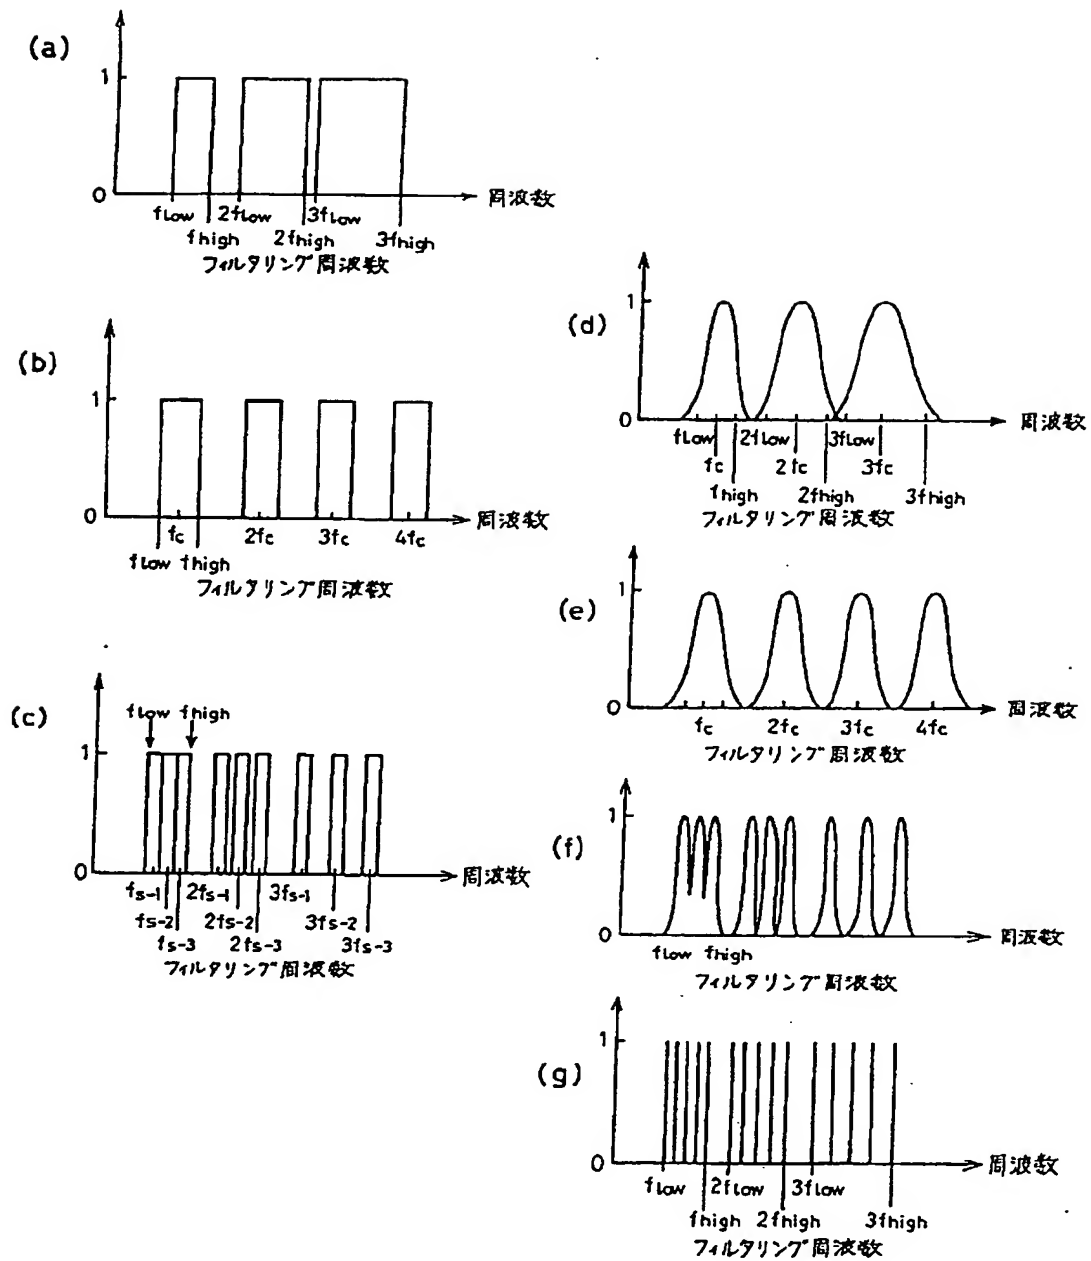 (a)
1
0
周波数
fLow 2fLow 3fLow
fhigh 2fhigh 3fhigh
フィルタリング周波数
(b)
1
0
周波数
fc 2fc 3fc 4fc
fLow fhigh
フィルタリング周波数
(c)
fLow fhigh
1
0
周波数
fs-1 2fs-1 3fs-1
fs-2 2fs-2 3fs-2
fs-3 2fs-3 3fs-3
フィルタリング周波数
(d)
1
0
周波数
fLow 2fLow 3fLow
fc 2fc 3fc
fhigh 2fhigh 3fhigh
フィルタリング周波数
(e)
1
0
周波数
fc 2fc 3fc 4fc
フィルタリング周波数
(f)
1
0
周波数
fLow fhigh
フィルタリング周波数
(g)
1
0
周波数
fLow 2fLow 3fLow
fhigh 2fhigh 3fhigh
フィルタリング周波数